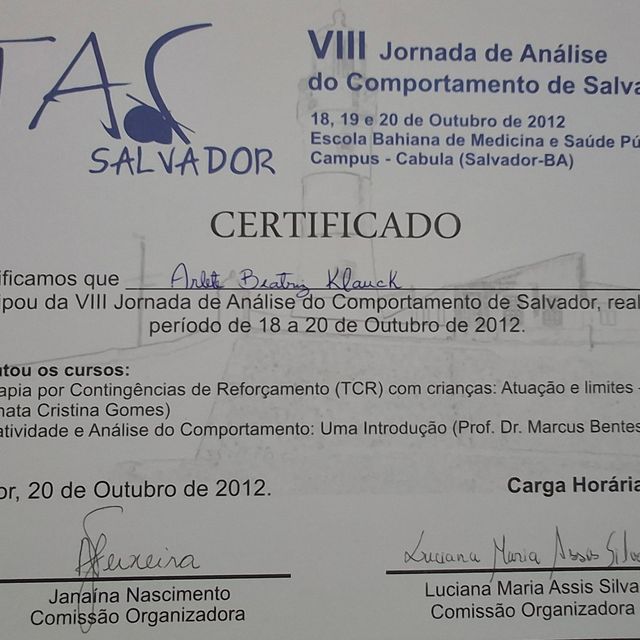 JAC
SALVADOR
VIII Jornada de Análise
do Comportamento de Salva
18, 19 e 20 de Outubro de 2012
Escola Bahiana de Medicina e Saúde Pú
Campus - Cabula (Salvador-BA)
CERTIFICADO
ificamos que Arlete Beatriz Klauck
ipou da VIII Jornada de Análise do Comportamento de Salvador, real
período de 18 a 20 de Outubro de 2012.
ntou os cursos:
rapia por Contingências de Reforçamento (TCR) com crianças: Atuação e limites -
nata Cristina Gomes)
atividade e Análise do Comportamento: Uma Introdução (Prof. Dr. Marcus Bentes
or, 20 de Outubro de 2012.
Carga Horária
Luciana Maria Assis Silva
Janaína Nascimento
Comissão Organizadora
Luciana Maria Assis Silva
Comissão Organizadora